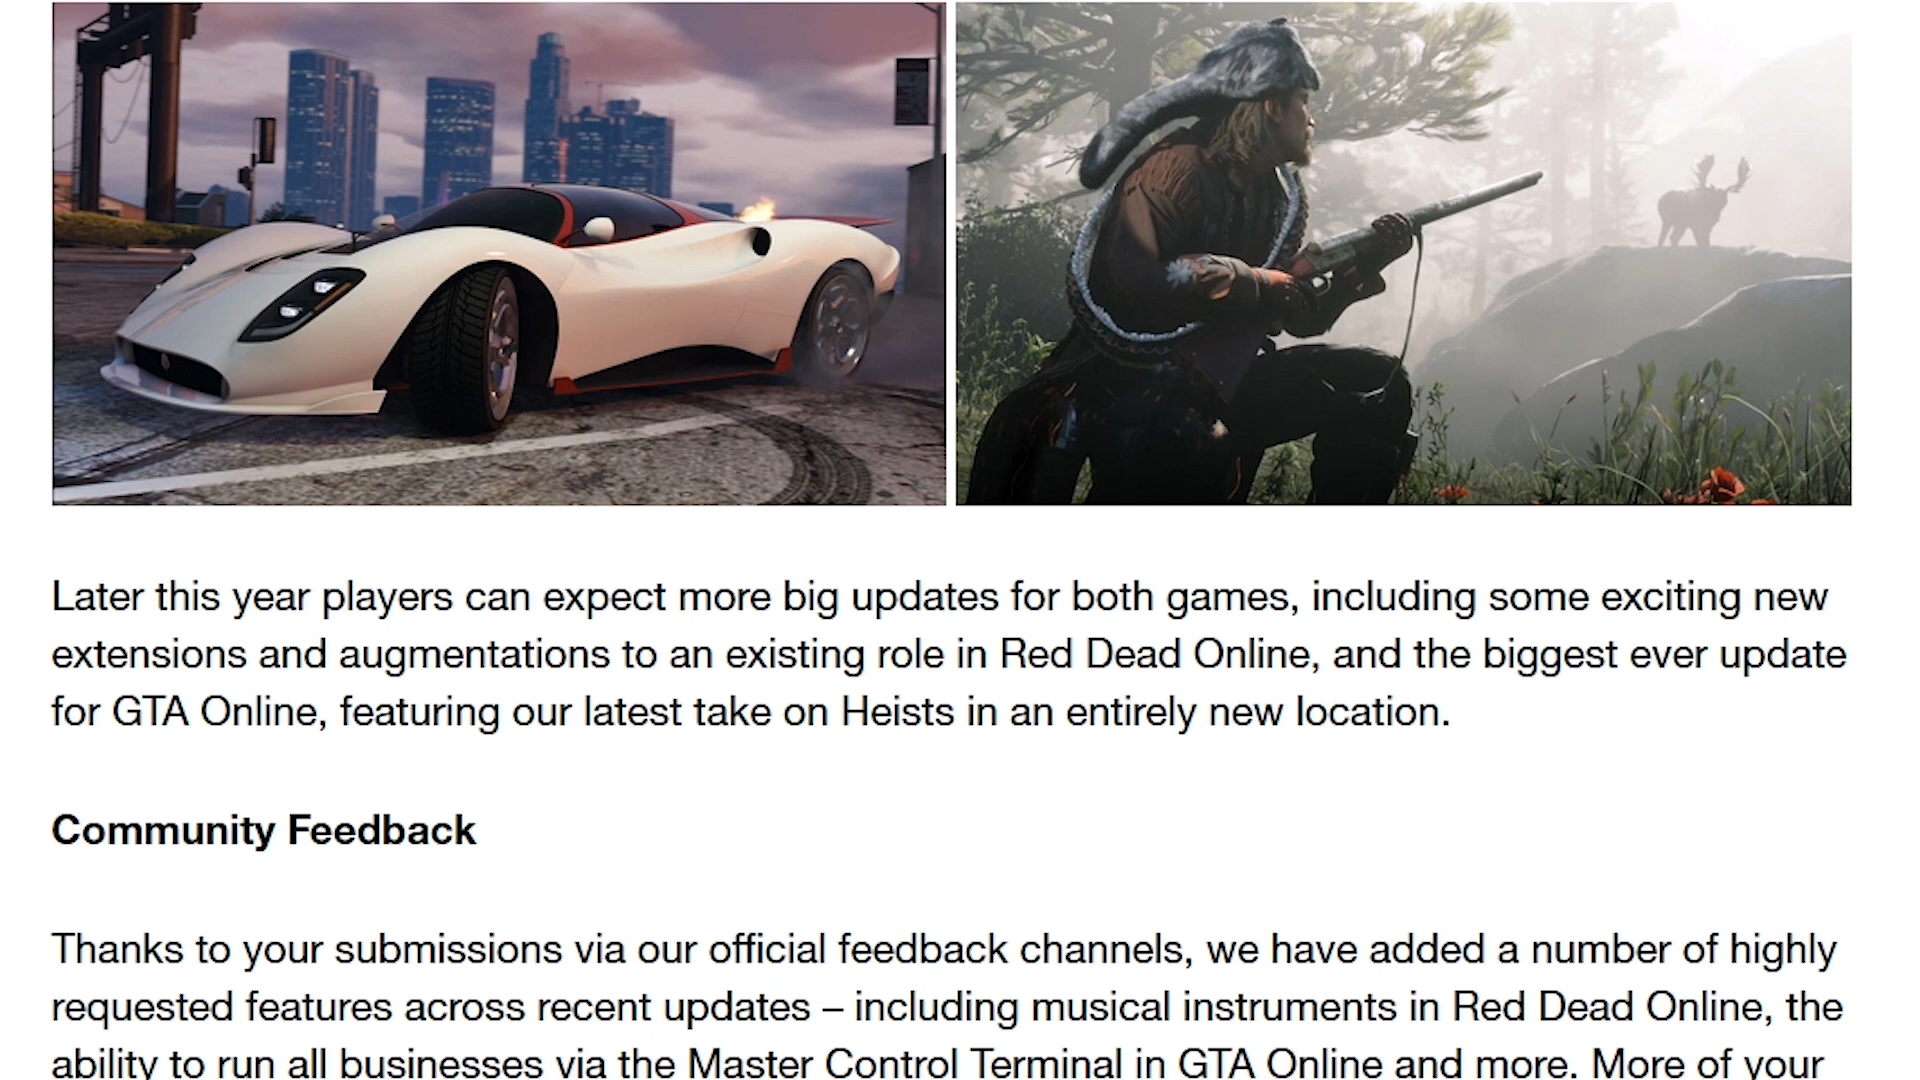 Later this year players can expect more big updates for both games, including some exciting new
extensions and augmentations to an existing role in Red Dead Online, and the biggest ever update
for GTA Online, featuring our latest take on Heists in an entirely new location.
Community Feedback
Thanks to your submissions via our official feedback channels, we have added a number of highly
requested features across recent updates – including musical instruments in Red Dead Online, the
ability to run all businesses via the Master Control Terminal in GTA Online and more. More of your